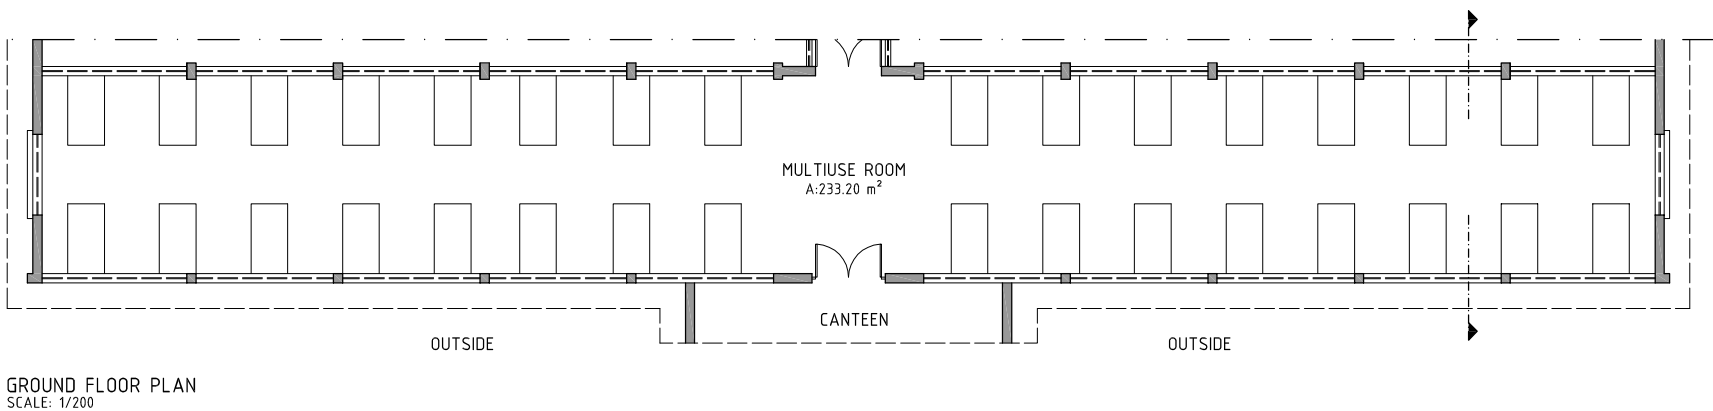 MULTIUSE ROOM
A:233.20 m²
CANTEEN
OUTSIDE
OUTSIDE
GROUND FLOOR PLAN
SCALE: 1/200